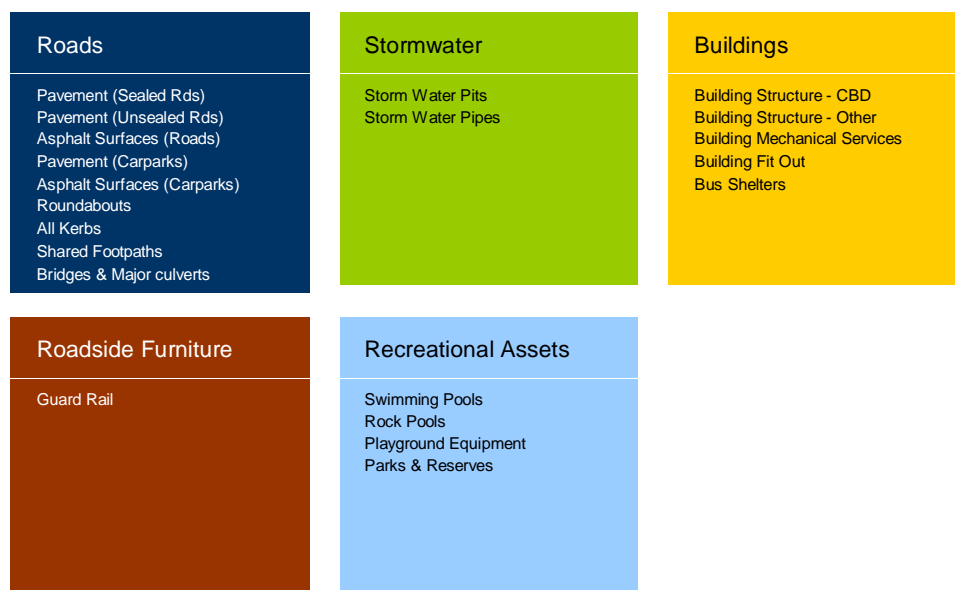 Roads
Pavement (Sealed Rds)
Pavement (Unsealed Rds)
Asphalt Surfaces (Roads)
Pavement (Carparks)
Asphalt Surfaces (Carparks)
Roundabouts
All Kerbs
Shared Footpaths
Bridges & Major culverts
Stormwater
Storm Water Pits
Storm Water Pipes
Buildings
Building Structure - CBD
Building Structure - Other
Building Mechanical Services
Building Fit Out
Bus Shelters
Roadside Furniture
Guard Rail
Recreational Assets
Swimming Pools
Rock Pools
Playground Equipment
Parks & Reserves